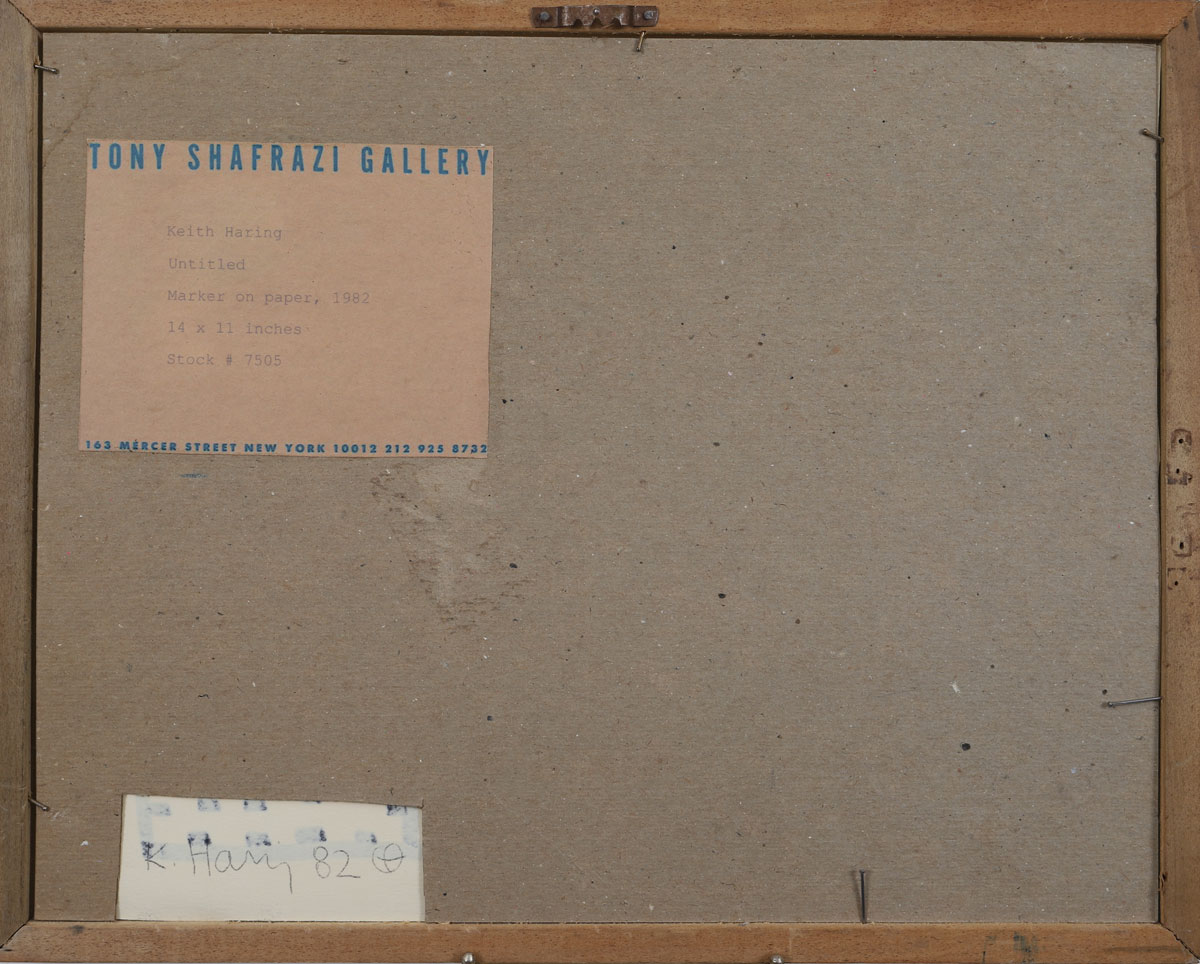 TONY SHAFRAZI GALLERY
Keith Haring
Untitled
Marker on paper, 1982
14 x 11 inches
Stock # 7505
163 MERCER STREET NEW YORK 10012 212 925 8732
K. Haring 82